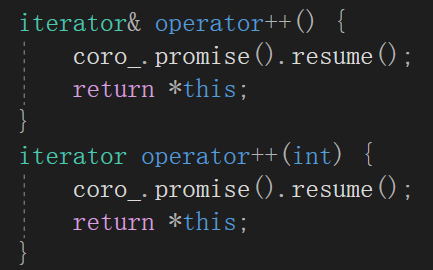 iterator& operator++() {
    coro_.promise().resume();
    return *this;
}
iterator operator++(int) {
    coro_.promise().resume();
    return *this;
}